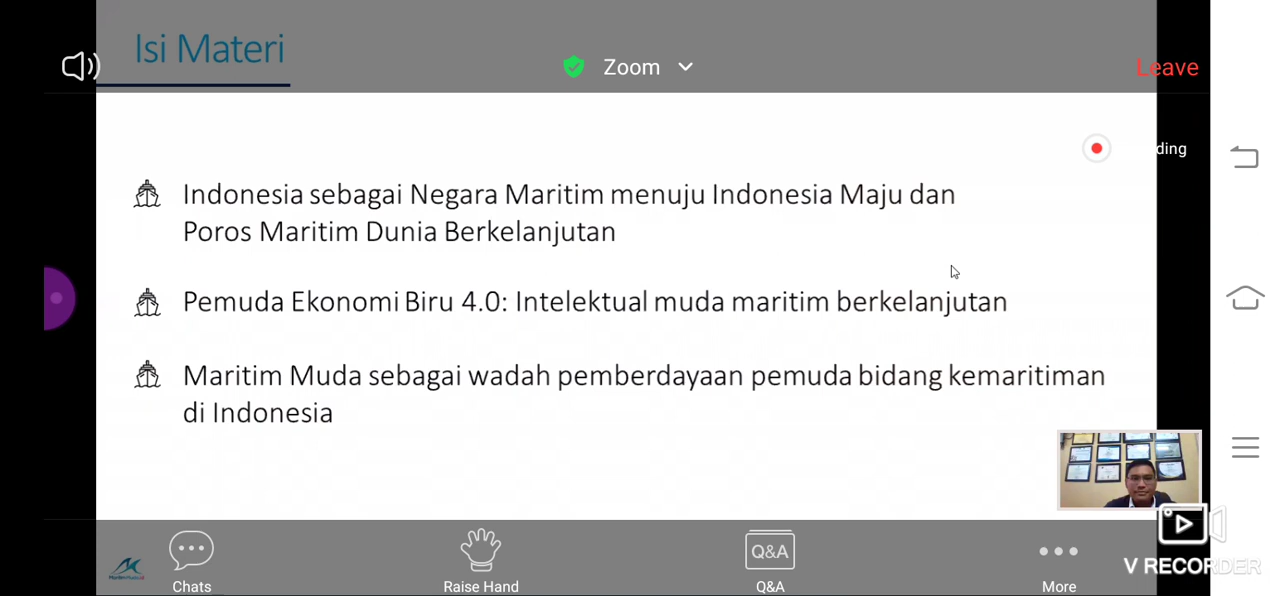 Isi Materi
Zoom
Leave
ding
Indonesia sebagai Negara Maritim menuju Indonesia Maju dan
Poros Maritim Dunia Berkelanjutan
Pemuda Ekonomi Biru 4.0: Intelektual muda maritim berkelanjutan
Maritim Muda sebagai wadah pemberdayaan pemuda bidang kemaritiman
di Indonesia
Q&A
V RECORDER
Chats
Raise Hand
Q&A
More